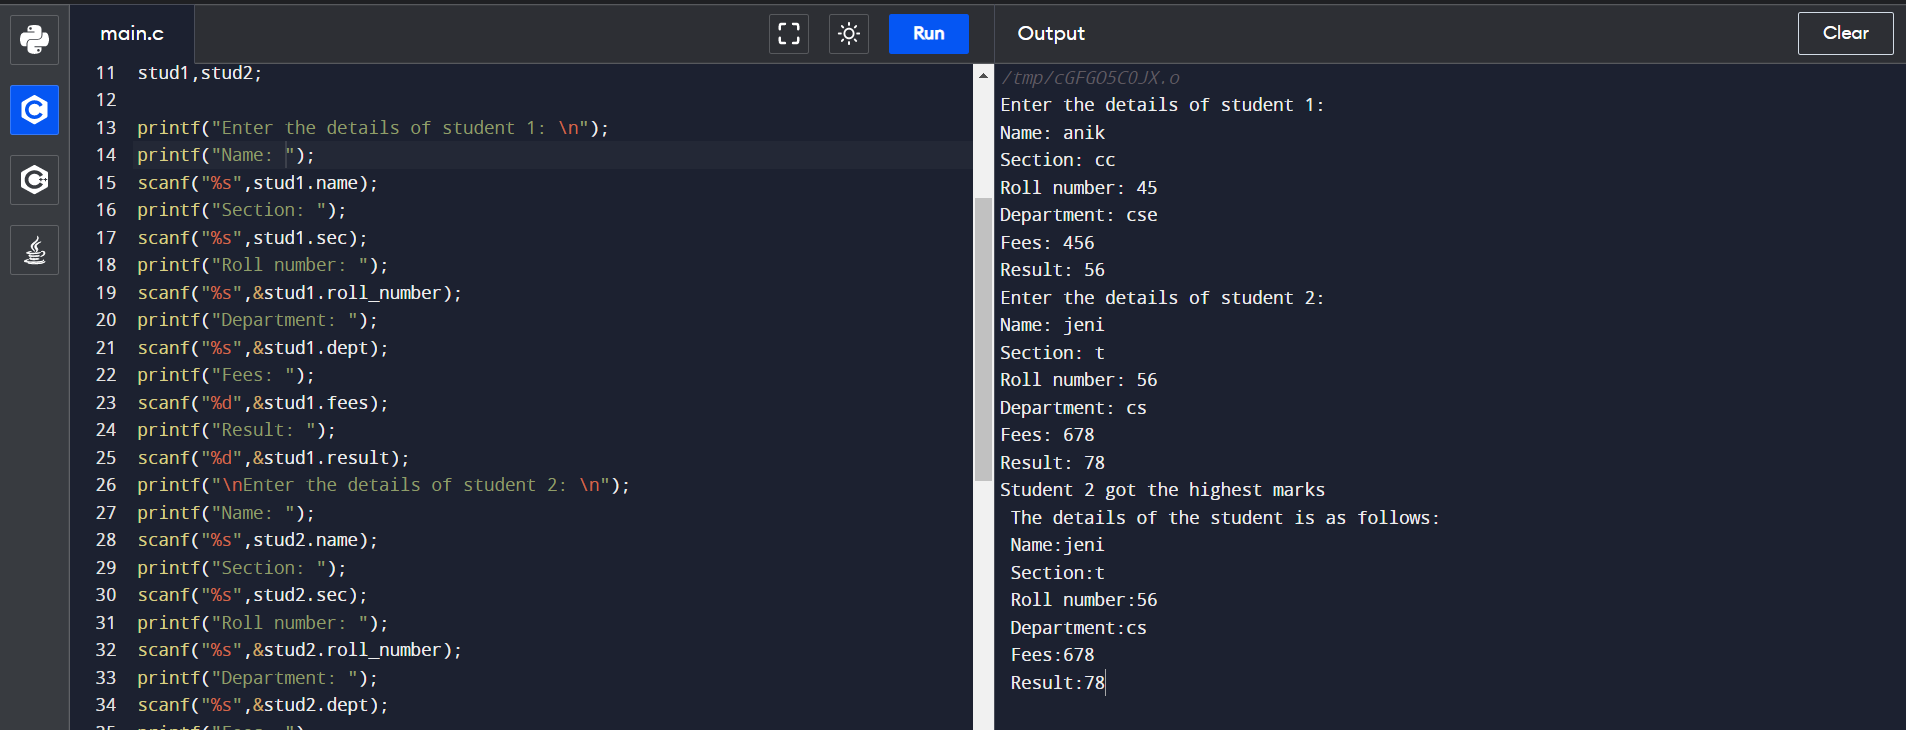 main.c
Run
Output
Clear
11 stud1,stud2;
12
13 printf("Enter the details of student 1: \n");
14 printf("Name: ");
15 scanf("%s",stud1.name);
16 printf("Section: ");
17 scanf("%s",stud1.sec);
18 printf("Roll number: ");
19 scanf("%s",&stud1.roll_number);
20 printf("Department: ");
21 scanf("%s",&stud1.dept);
22 printf("Fees: ");
23 scanf("%d",&stud1.fees);
24 printf("Result: ");
25 scanf("%d",&stud1.result);
26 printf("\nEnter the details of student 2: \n");
27 printf("Name: ");
28 scanf("%s",stud2.name);
29 printf("Section: ");
30 scanf("%s",stud2.sec);
31 printf("Roll number: ");
32 scanf("%s",&stud2.roll_number);
33 printf("Department: ");
34 scanf("%s",&stud2.dept);
/tmp/cGFGO5C0JX.o
Enter the details of student 1:
Name: anik
Section: cc
Roll number: 45
Department: cse
Fees: 456
Result: 56
Enter the details of student 2:
Name: jeni
Section: t
Roll number: 56
Department: cs
Fees: 678
Result: 78
Student 2 got the highest marks
The details of the student is as follows:
Name:jeni
Section:t
Roll number:56
Department:cs
Fees:678
Result:78